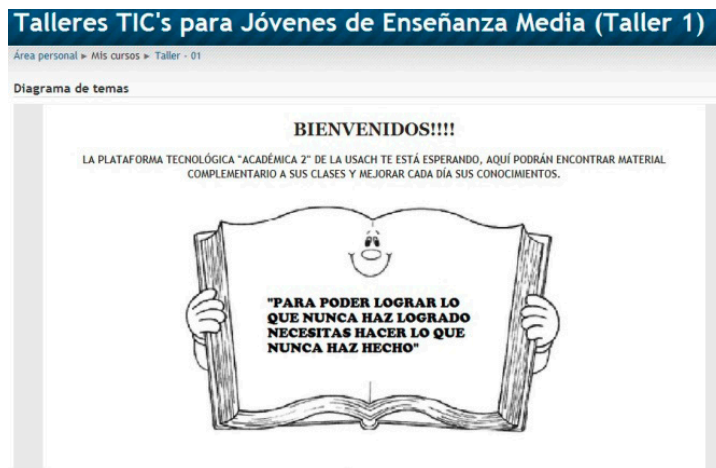 Talleres TIC's para Jóvenes de Enseñanza Media (Taller 1)
Área personal ► Mis cursos ► Taller - 01
Diagrama de temas
BIENVENIDOS!!!!
LA PLATAFORMA TECNOLÓGICA "ACADÉMICA 2" DE LA USACH TE ESTÁ ESPERANDO, AQUÍ PODRÁN ENCONTRAR MATERIAL
COMPLEMENTARIO A SUS CLASES Y MEJORAR CADA DÍA SUS CONOCIMIENTOS.
"PARA PODER LOGRAR LO
QUE NUNCA HAZ LOGRADO
NECESITAS HACER LO QUE
NUNCA HAZ HECHO"